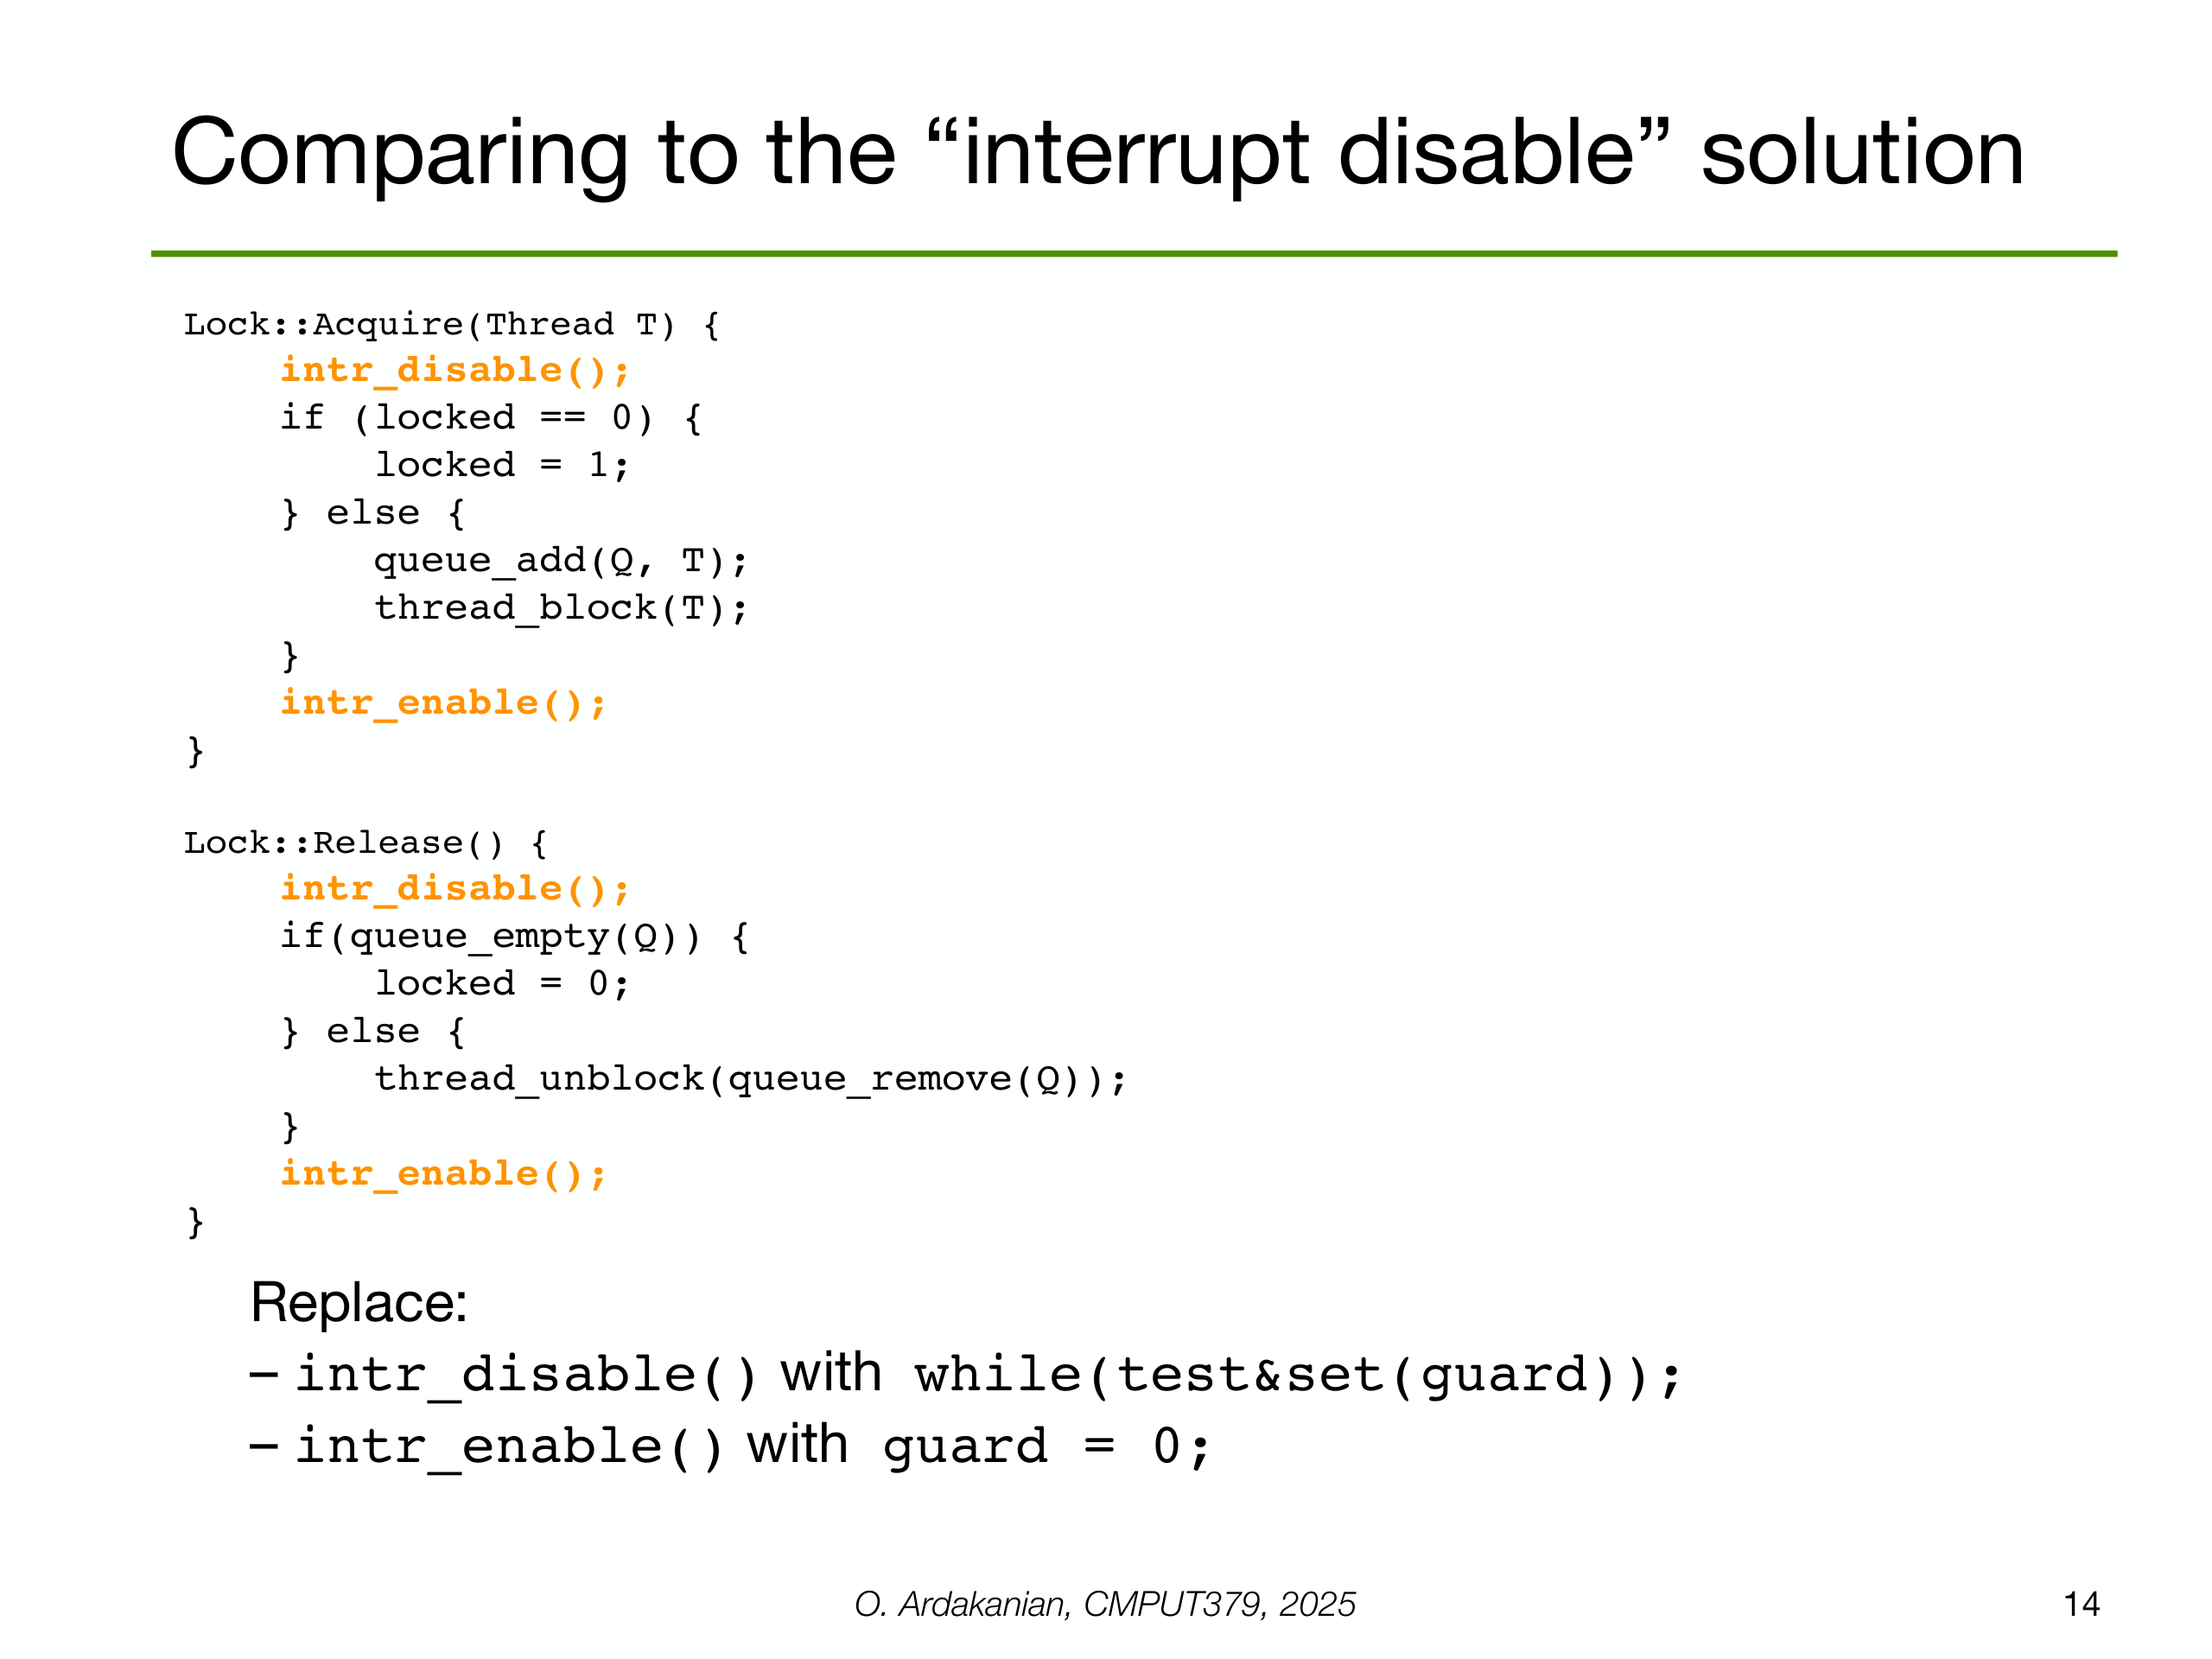 Comparing to the “interrupt disable” solution
Lock::Acquire(Thread T) {
    intr_disable();
    if (locked == 0) {
        locked = 1;
    } else {
        queue_add(Q, T);
        thread_block(T);
    }
    intr_enable();
}
Lock::Release() {
    intr_disable();
    if(queue_empty(Q)) {
        locked = 0;
    } else {
        thread_unblock(queue_remove(Q));
    }
    intr_enable();
}
Replace:
– intr_disable() with while(test&set(guard));
– intr_enable() with guard = 0;
O. Ardakanian, CMPUT379, 2025
14